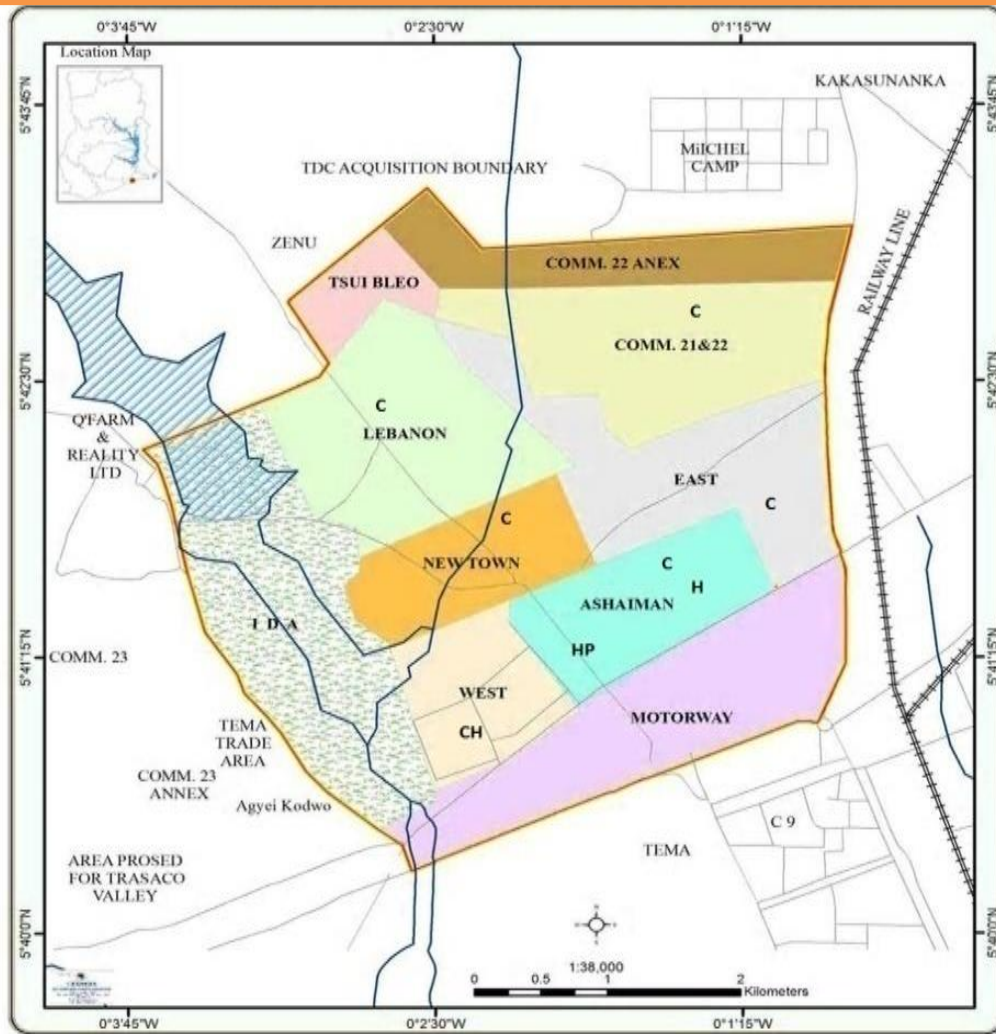 0°3'45"W
0°2'30"W
0°1'15"W
Location Map
5°43'45"N
5°43'45"N
KAKASUNANKA
MiICHEL
CAMP
TDC ACQUISITION BOUNDARY
ZENU
RAILWAY LINE
COMM. 22 ANEX
TSUI BLEO
C
COMM. 21&22
5°42'30"N
5°42'30"N
C
LEBANON
Q'FARM
&
REALITY
LTD
EAST
C
C
NEW TOWN
C
H
ASHAIMAN
I D A
HP
5°41'15"N
5°41'15"N
COMM. 23
WEST
CH
MOTORWAY
TEMA
TRADE
AREA
COMM. 23
ANNEX
Agyei Kodwo
C 9
TEMA
AREA PROSED
FOR TRASACO
VALLEY
5°40'0"N
5°40'0"N
1:38,000
0
0.5
1
2
Kilometers
0°3'45"W
0°2'30"W
0°1'15"W